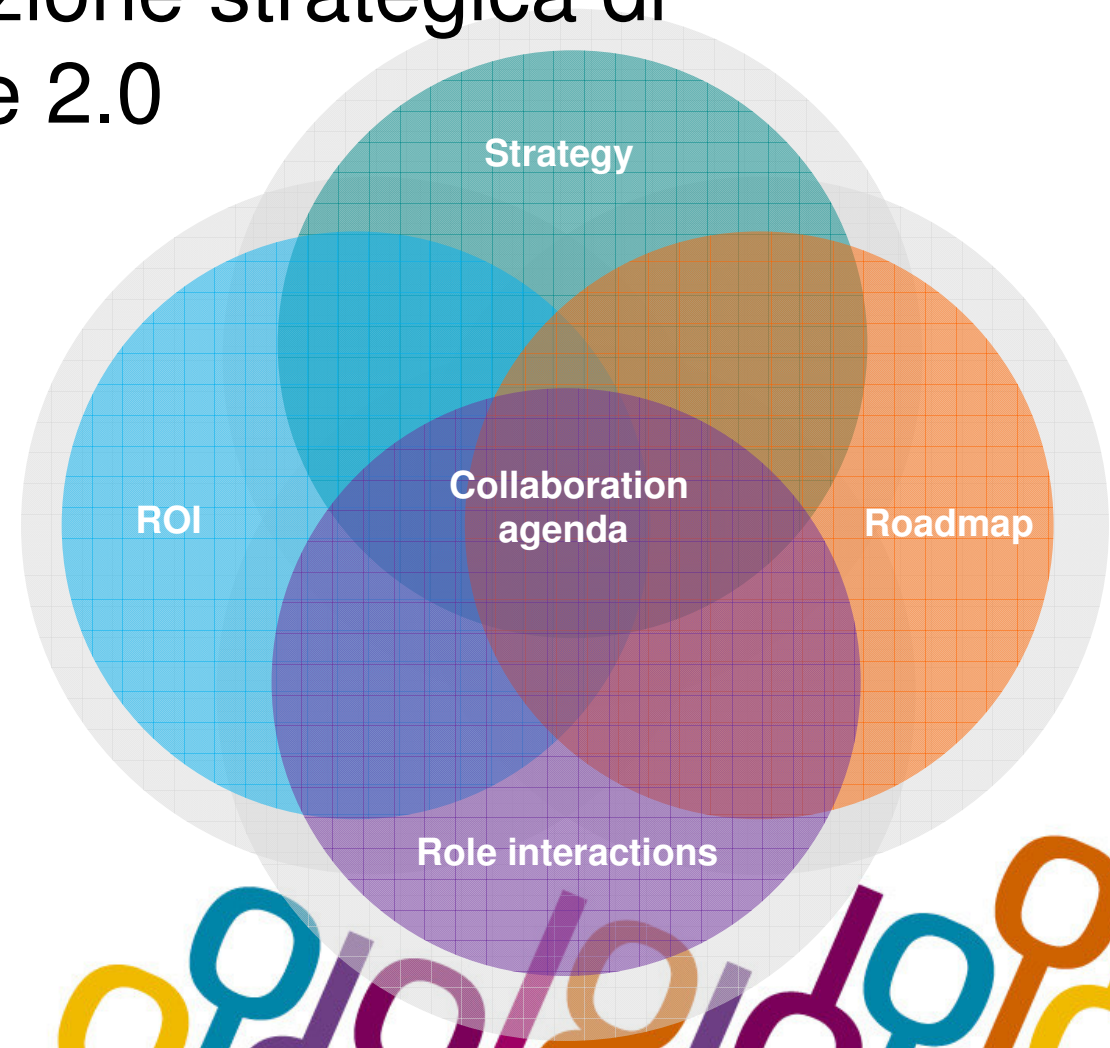 zione strategica di
e 2.0
Strategy
Collaboration
agenda
ROI
Roadmap
Role interactions